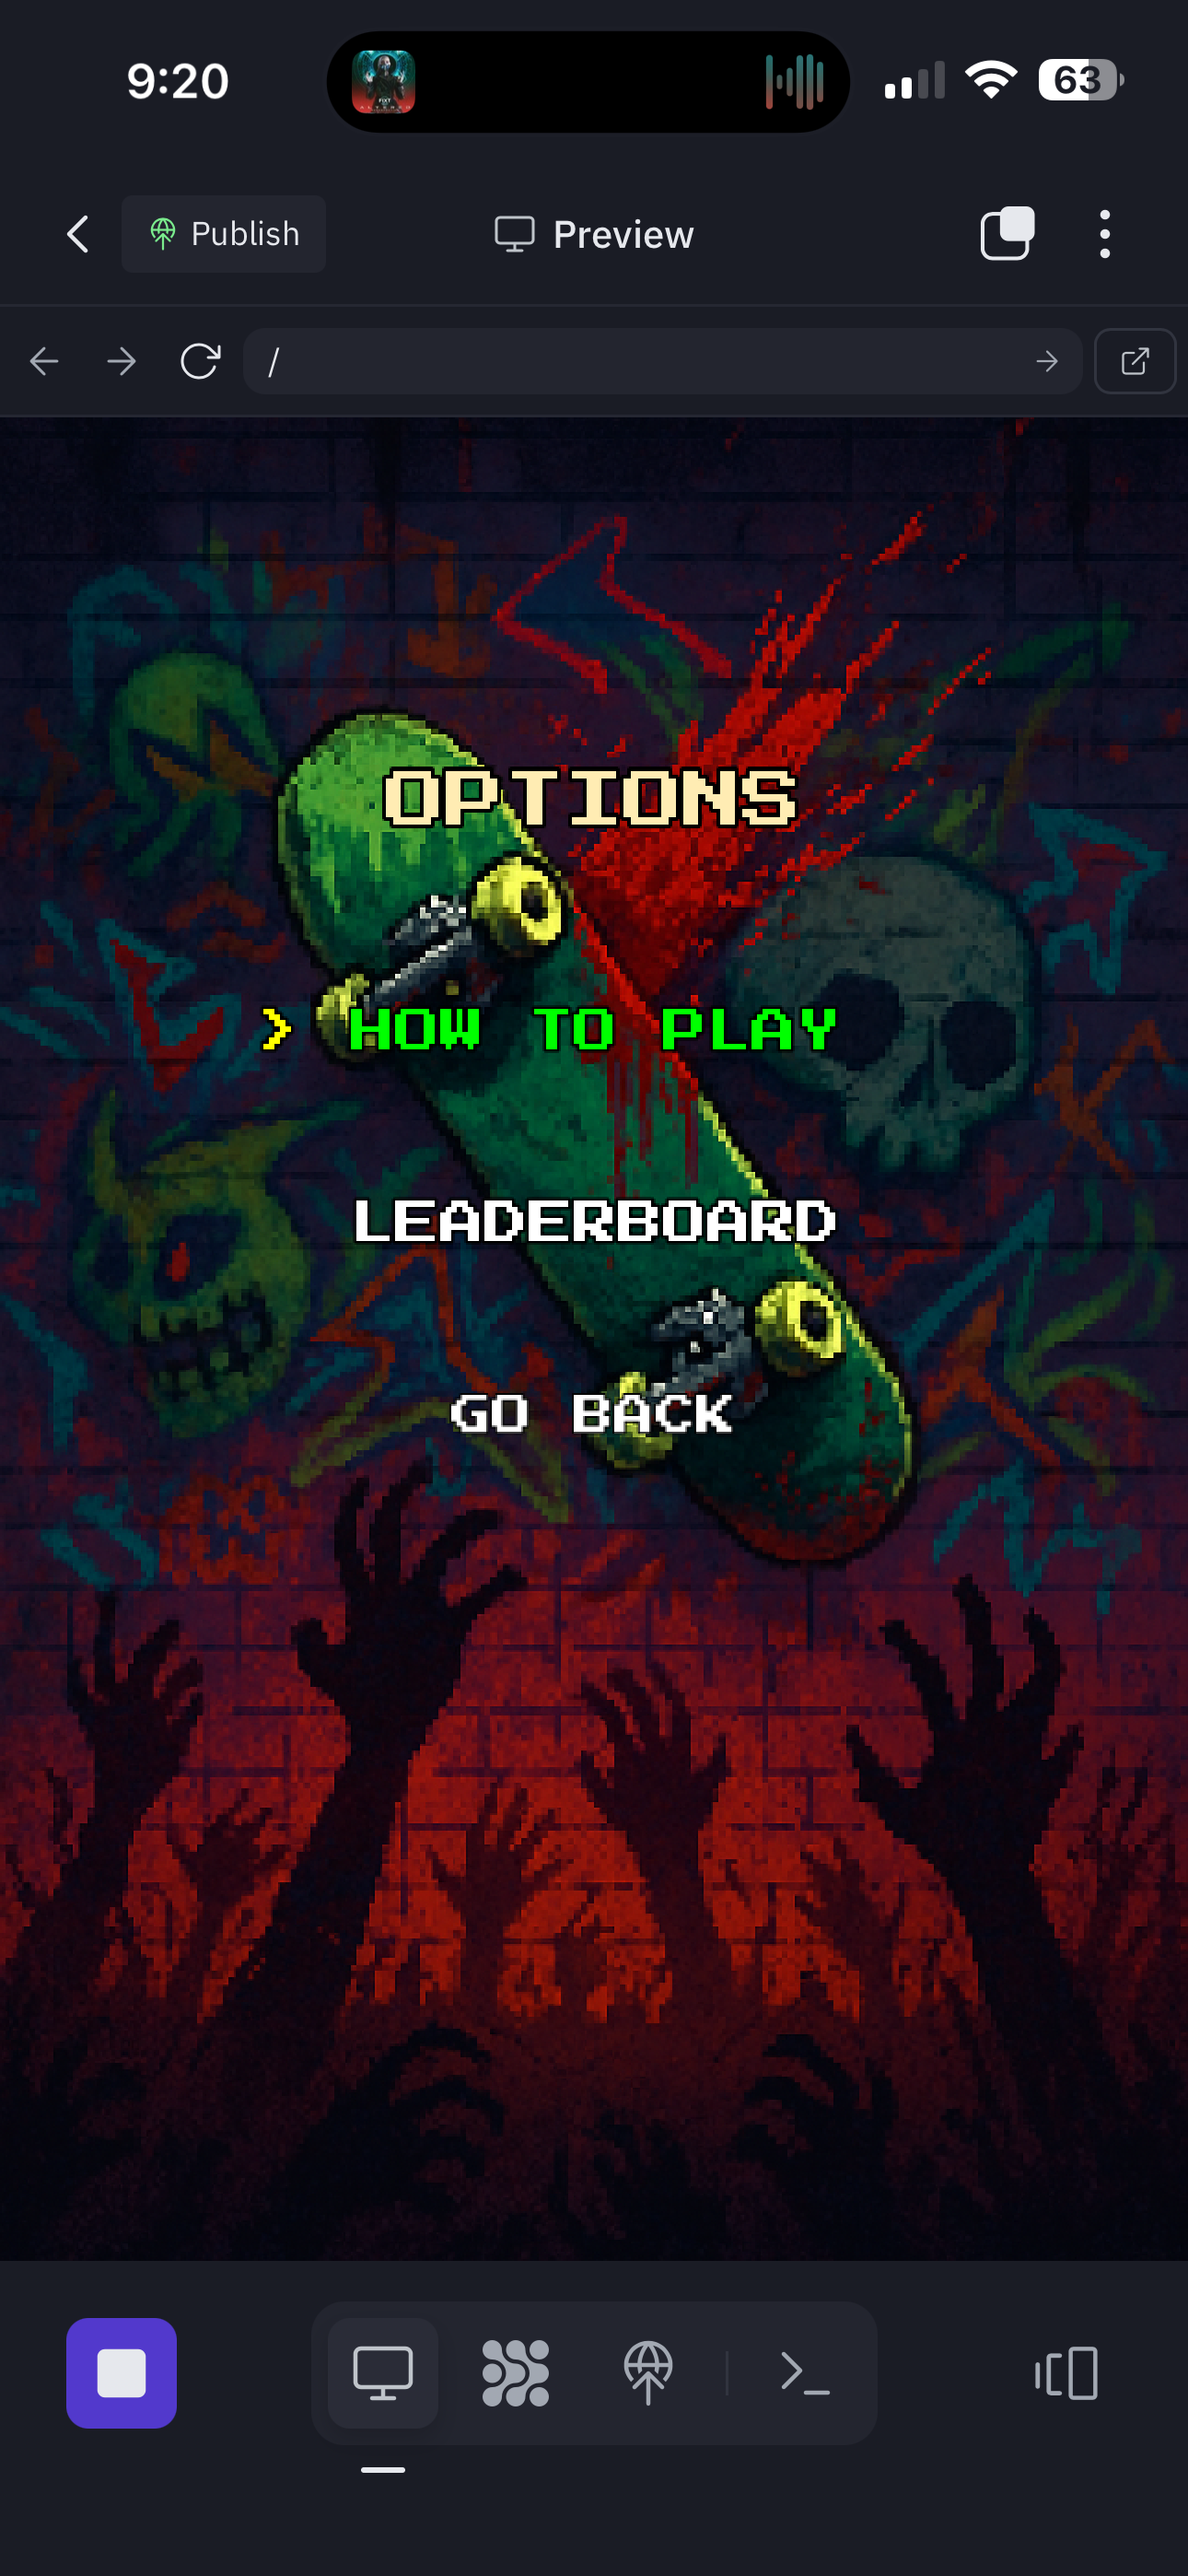 9:20
63
Publish
Preview
/
OPTIONS
> HOW TO PLAY
LEADERBOARD
GO BACK